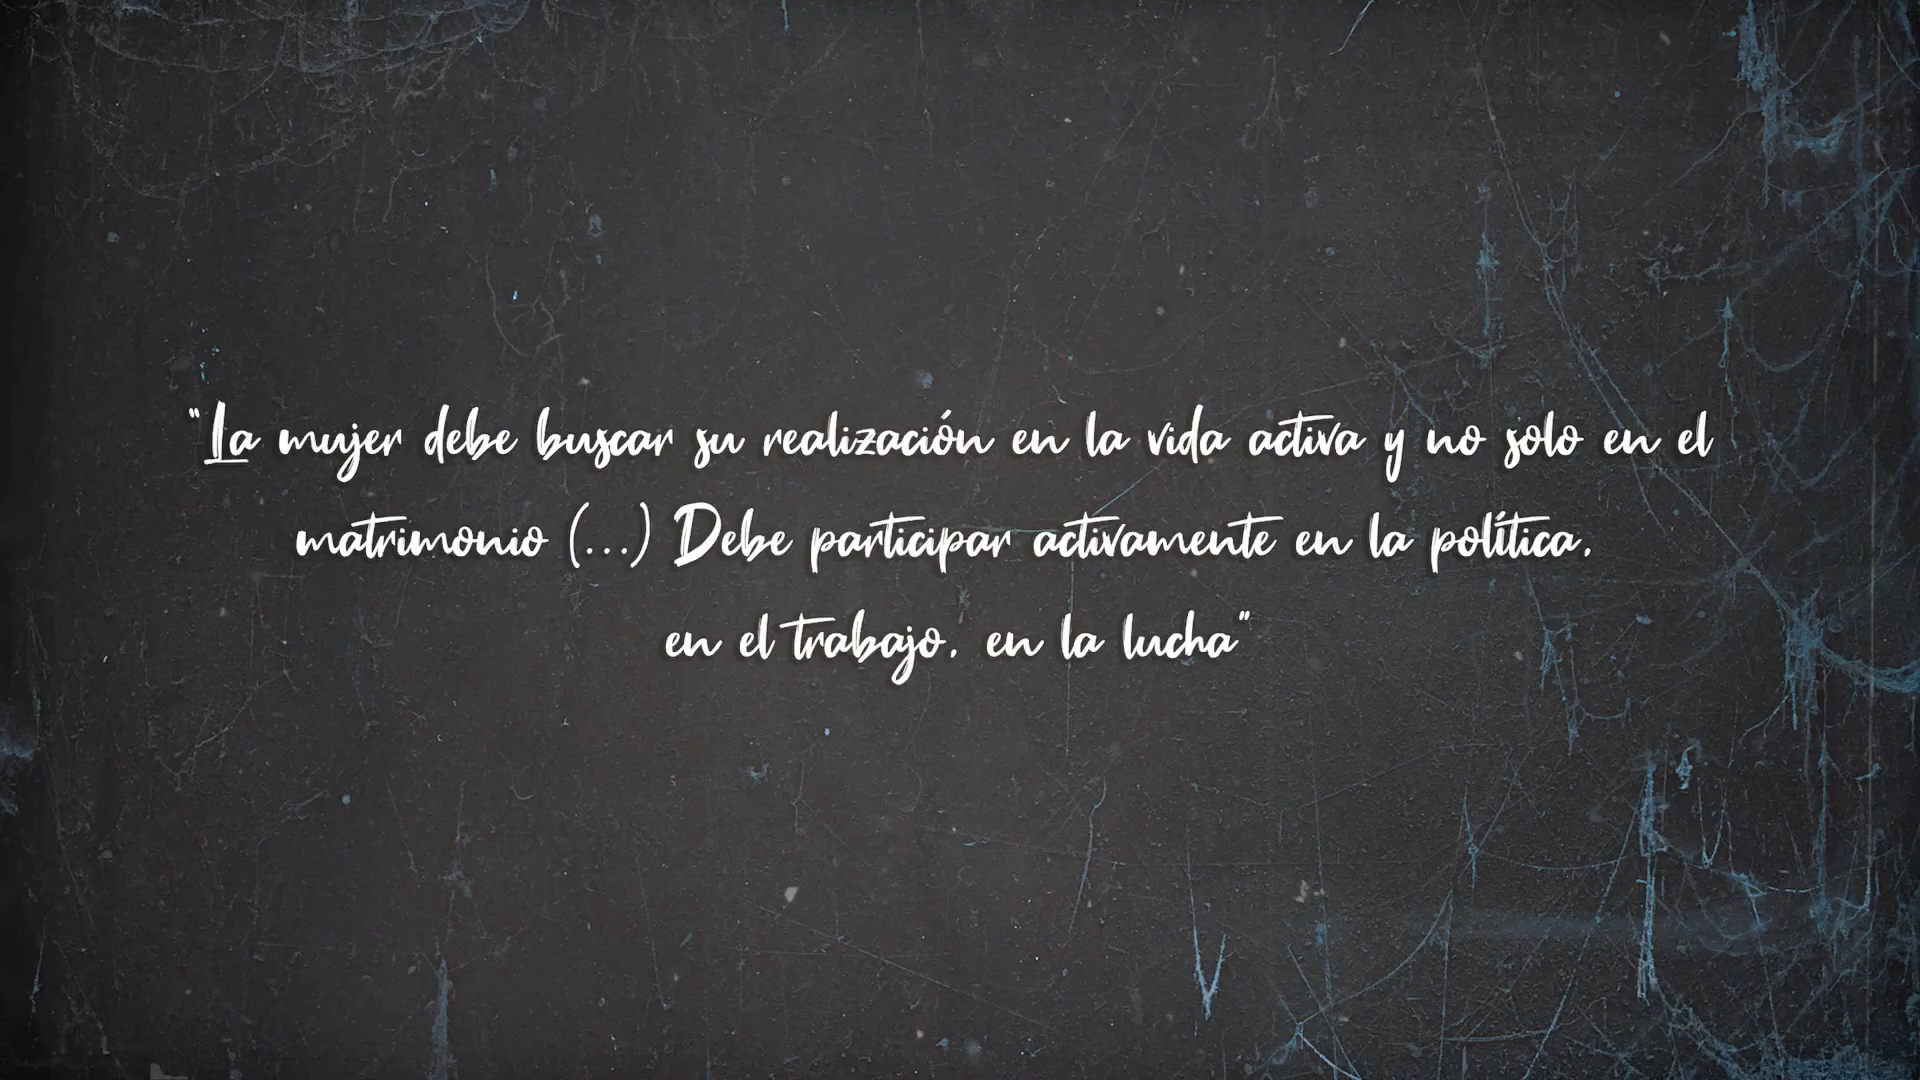 "La mujer debe buscar su realización en la vida activa y no solo en el
matrimonio (...) Debe participar activamente en la política,
en el trabajo, en la lucha"